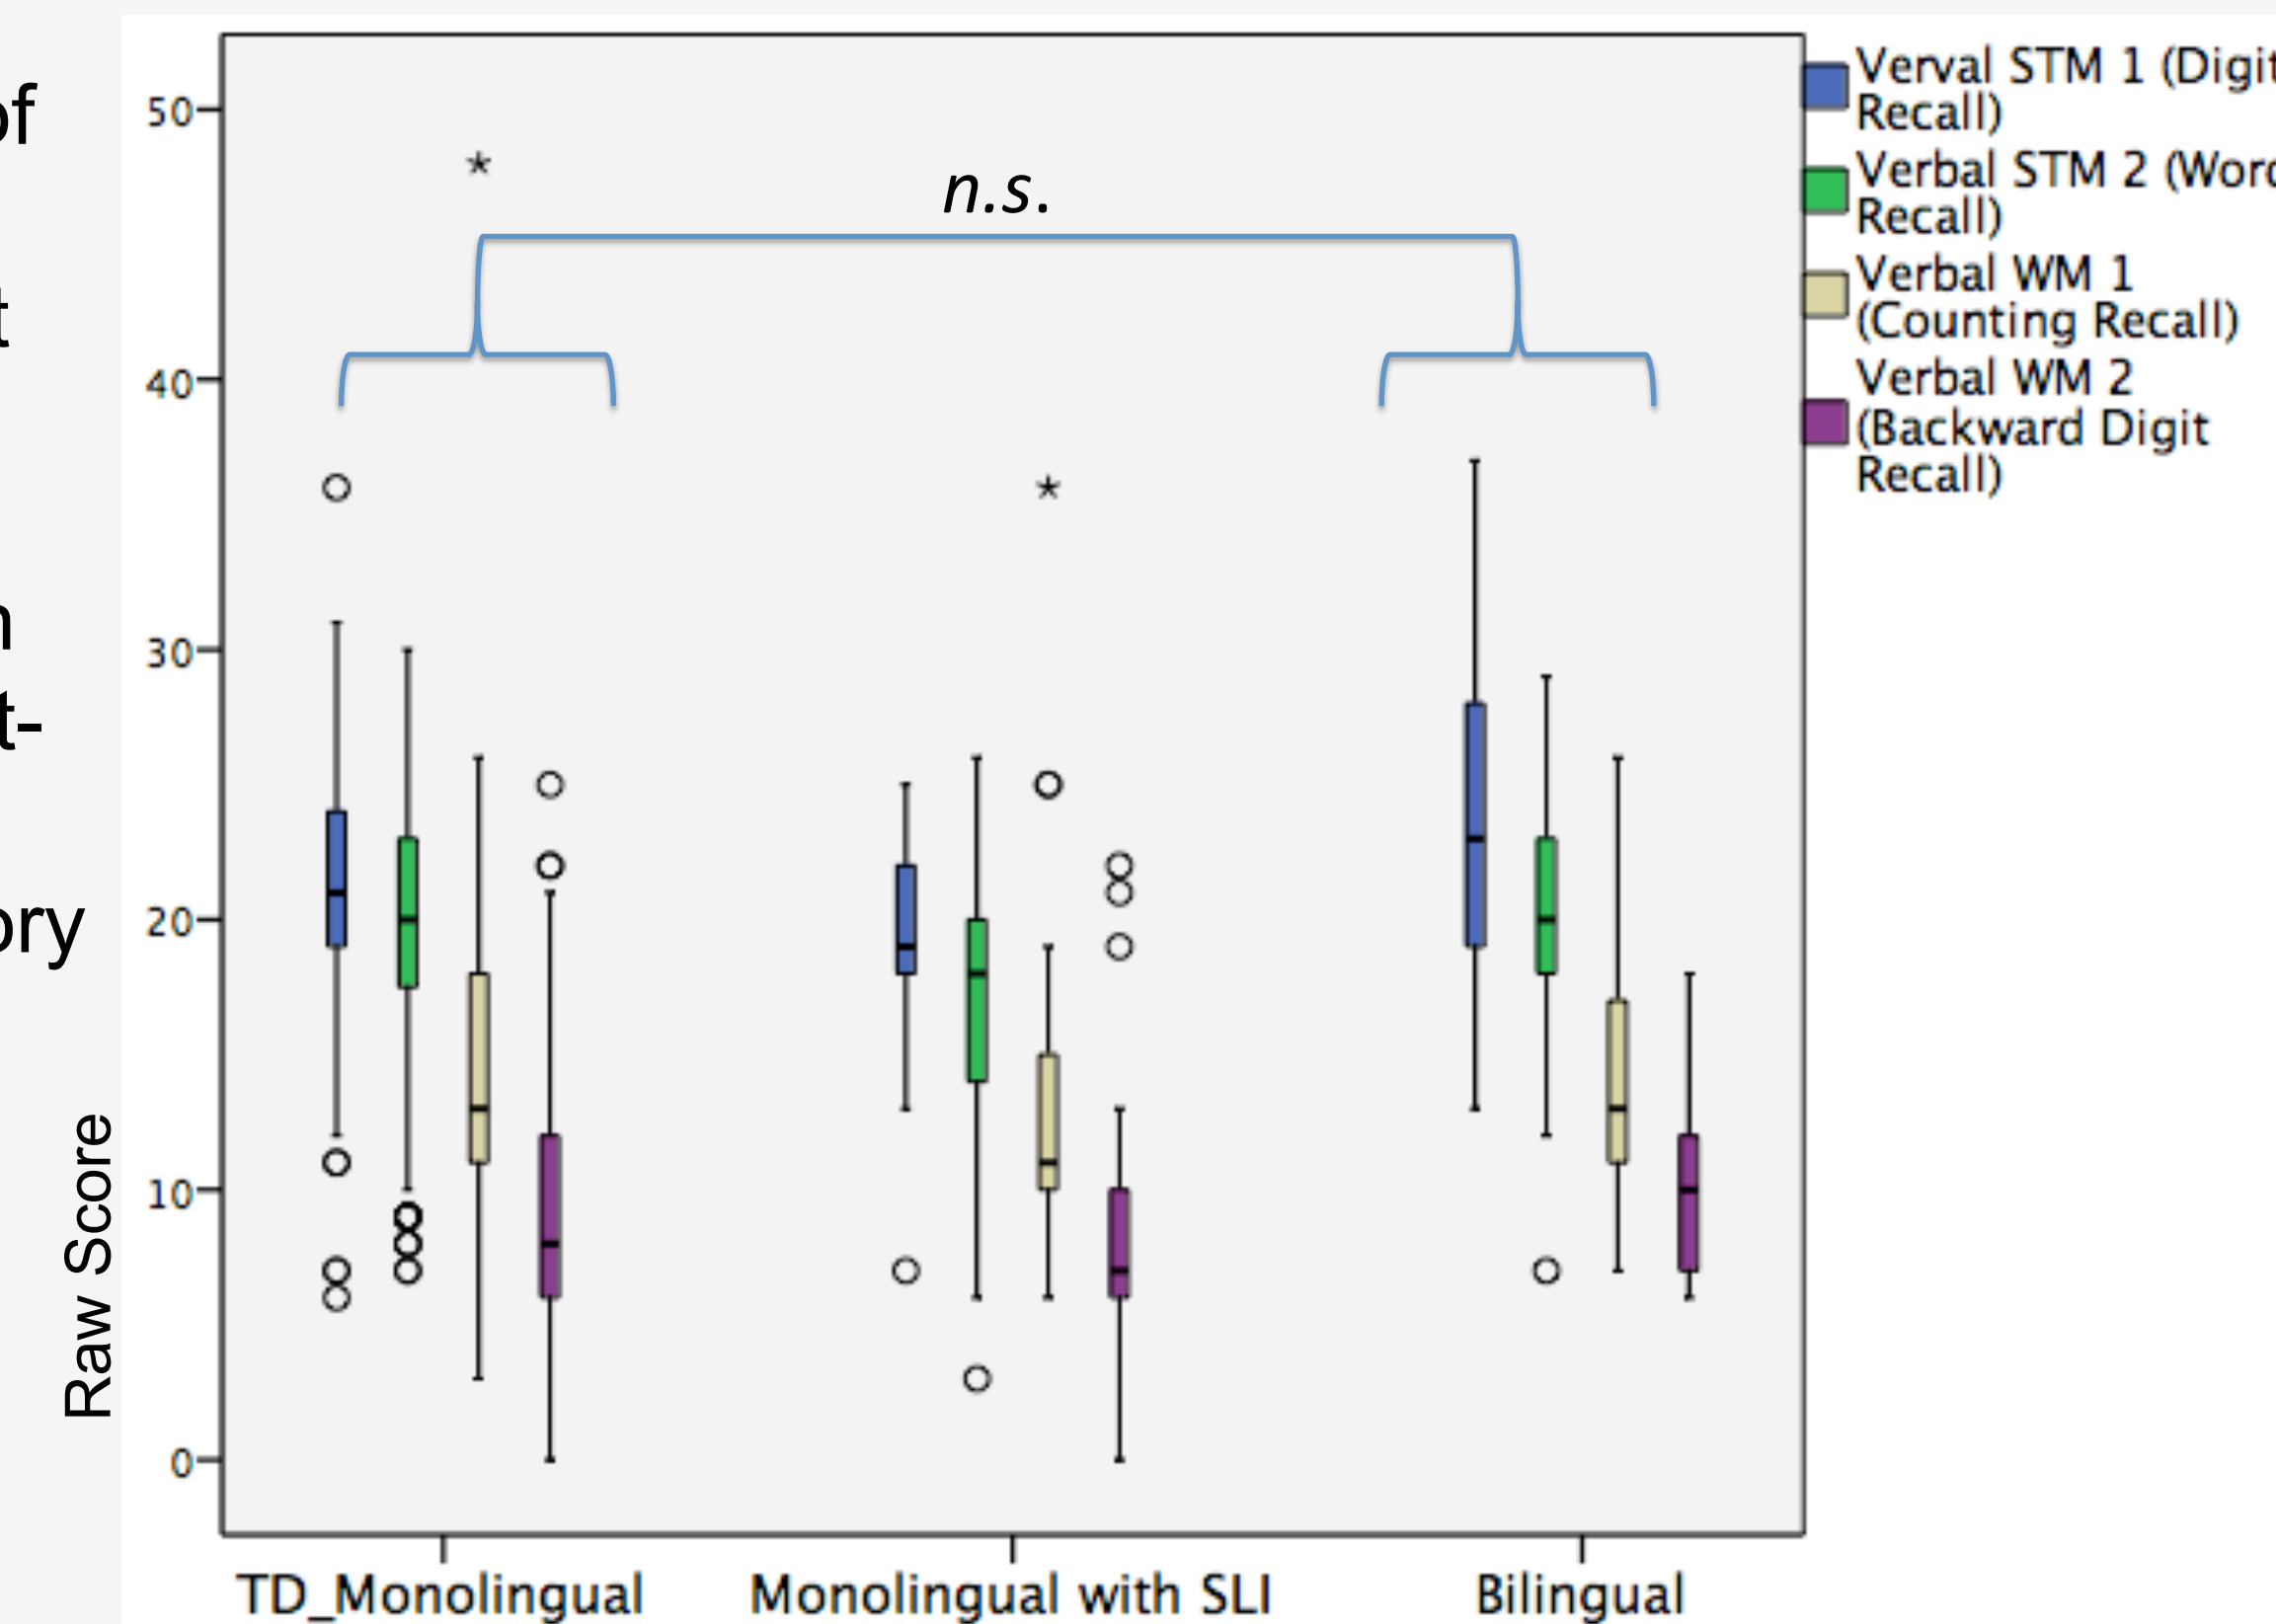 of
t
n
t-
ory
Raw Score
50
40
30
20
10
0
*
n.s.
*
TD_Monolingual
Monolingual with SLI
Bilingual
Verval STM 1 (Digit
Recall)
Verbal STM 2 (Word
Recall)
Verbal WM 1
(Counting Recall)
Verbal WM 2
(Backward Digit
Recall)